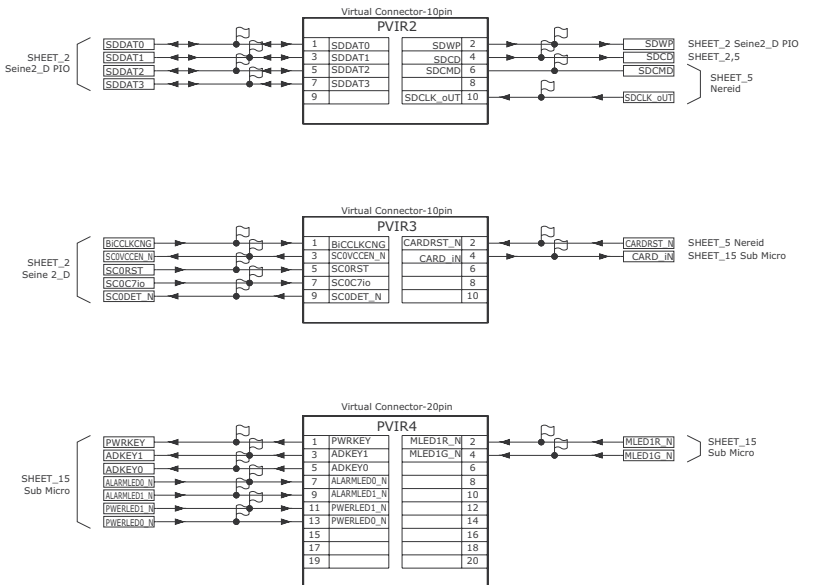 Virtual Connector-10pin
PVIR2
SHEET_2
Seine2_D PIO
SDDAT0
SDDAT1
SDDAT2
SDDAT3
1 SDDAT0 SDWP 2
3 SDDAT1 SDCD 4
5 SDDAT2 SDCMD 6
7 SDDAT3 8
9 SDCLK_oUT 10
SDWP SHEET_2 Seine2_D PIO
SDCD SHEET_2,5
SDCMD
SDCLK_oUT
SHEET_5
Nereid
Virtual Connector-10pin
PVIR3
SHEET_2
Seine 2_D
BiCCLKCNG
SC0VCCEN_N
SC0RST
SC0C7io
SC0DET_N
1 BiCCLKCNG CARDRST_N 2
3 SC0VCCEN_N CARD_iN 4
5 SC0RST 6
7 SC0C7io 8
9 SC0DET_N 10
CARDRST_N SHEET_5 Nereid
CARD_iN SHEET_15 Sub Micro
Virtual Connector-20pin
PVIR4
SHEET_15
Sub Micro
PWRKEY
ADKEY1
ADKEY0
ALARMLED0_N
ALARMLED1_N
PWERLED1_N
PWERLED0_N
1 PWRKEY MLED1R_N 2
3 ADKEY1 MLED1G_N 4
5 ADKEY0 6
7 ALARMLED0_N 8
9 ALARMLED1_N 10
11 PWERLED1_N 12
13 PWERLED0_N 14
15 16
17 18
19 20
MLED1R_N
MLED1G_N
SHEET_15
Sub Micro